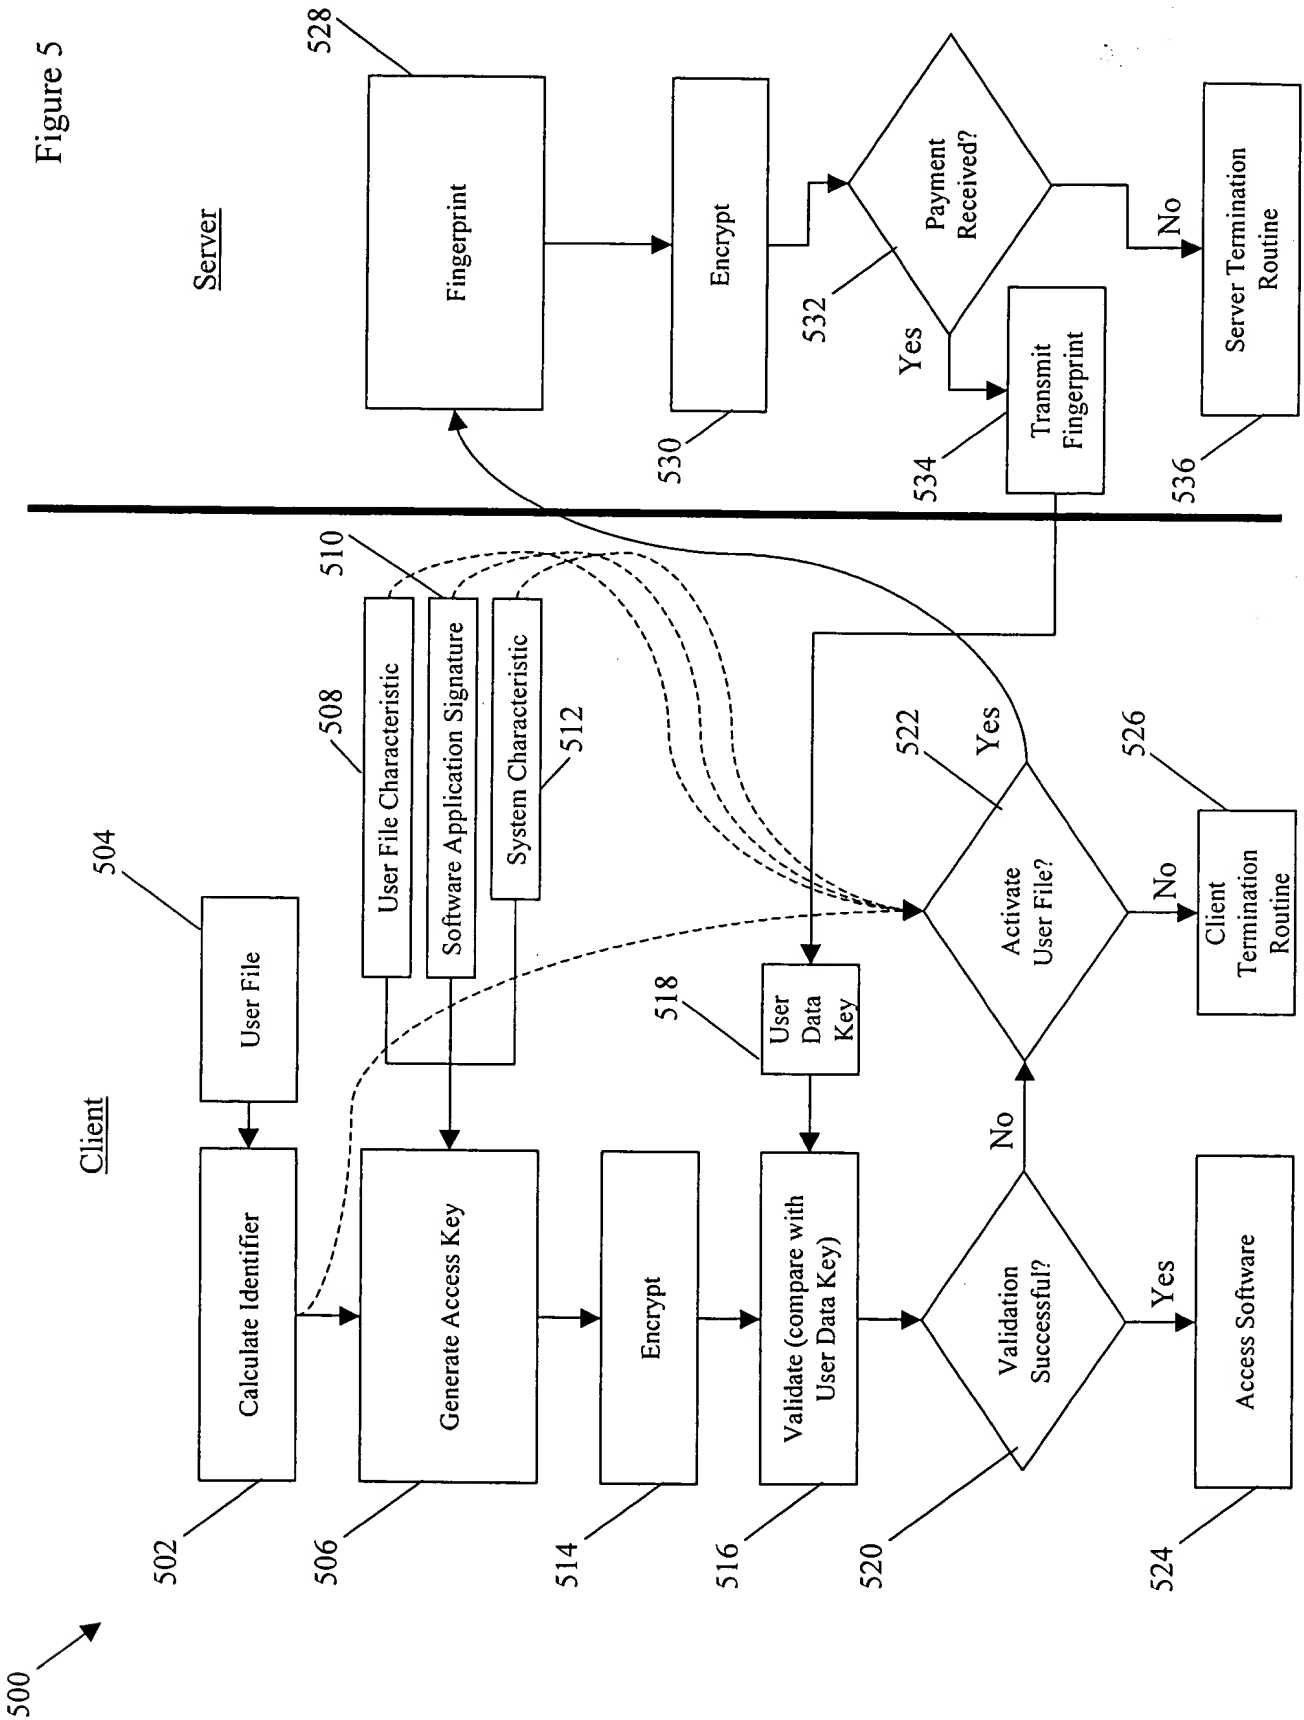 Figure 5
500
Client
Server
502
Calculate Identifier
504
User File
506
Generate Access Key
508
User File Characteristic
510
Software Application Signature
512
System Characteristic
514
Encrypt
516
Validate (compare with
User Data Key)
518
User
Data
Key
520
Validation
Successful?
No
Yes
522
Activate
User File?
Yes
No
524
Access Software
526
Client
Termination
Routine
528
Fingerprint
530
Encrypt
532
Payment
Received?
Yes
No
534
Transmit
Fingerprint
536
Server Termination
Routine